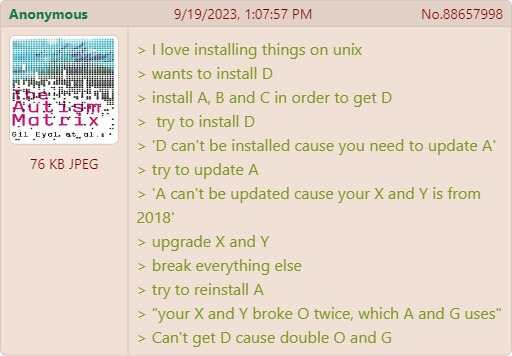 Anonymous 9/19/2023, 1:07:57 PM No.88657998
the
Autism
Matrix
Gil Eyal et al.
76 KB JPEG
> I love installing things on unix
> wants to install D
> install A, B and C in order to get D
> try to install D
> 'D can't be installed cause you need to update A'
> try to update A
> 'A can't be updated cause your X and Y is from
2018'
> upgrade X and Y
> break everything else
> try to reinstall A
> "your X and Y broke O twice, which A and G uses"
> Can't get D cause double O and G